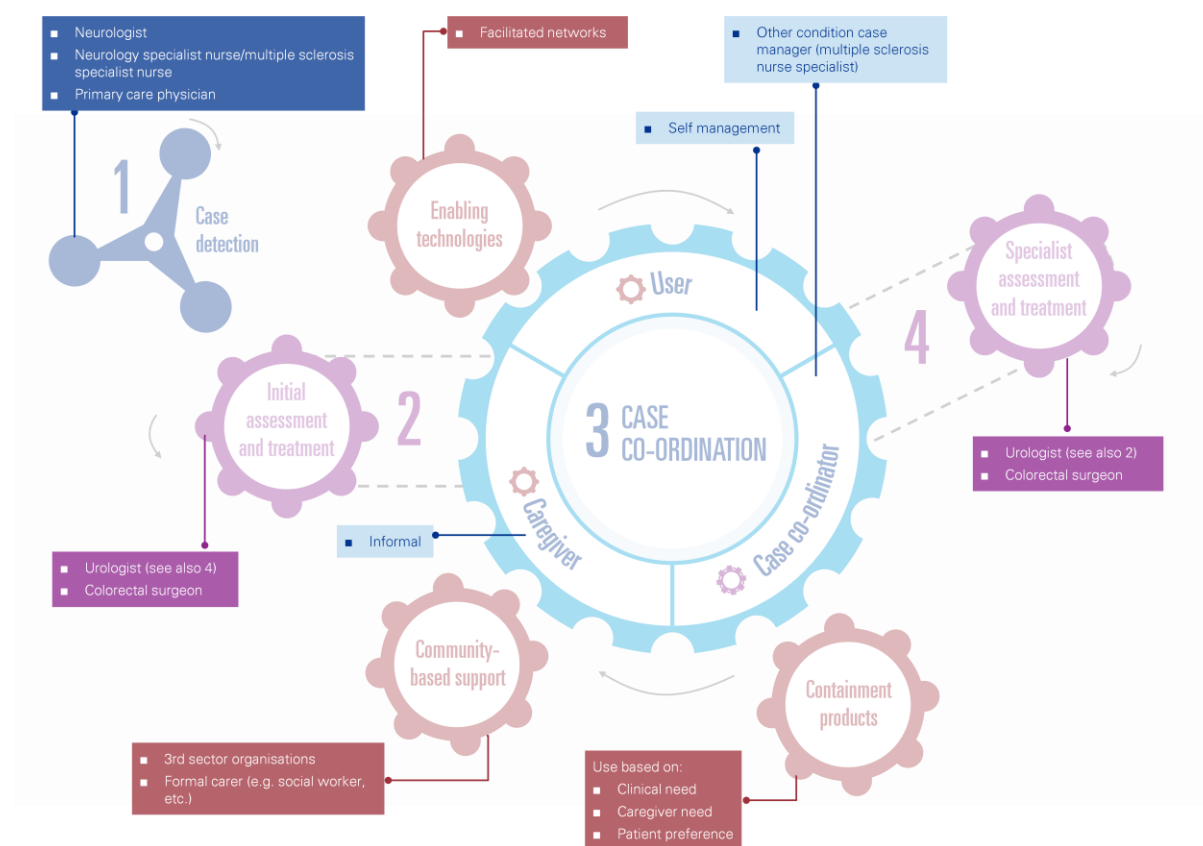 Neurologist
Neurology specialist nurse/multiple sclerosis
specialist nurse
Primary care physician
Facilitated networks
Other condition case
manager (multiple sclerosis
nurse specialist)
Self management
1
Case
detection
Enabling
technologies
User
Specialist
assessment
and treatment
4
Initial
assessment
and treatment
2
3 CASE
CO-ORDINATION
Urologist (see also 2)
Colorectal surgeon
Caregiver
Case co-ordinator
Informal
Urologist (see also 4)
Colorectal surgeon
Community-
based support
Containment
products
3rd sector organisations
Formal carer (e.g. social worker,
etc.)
Use based on:
Clinical need
Caregiver need
Patient preference